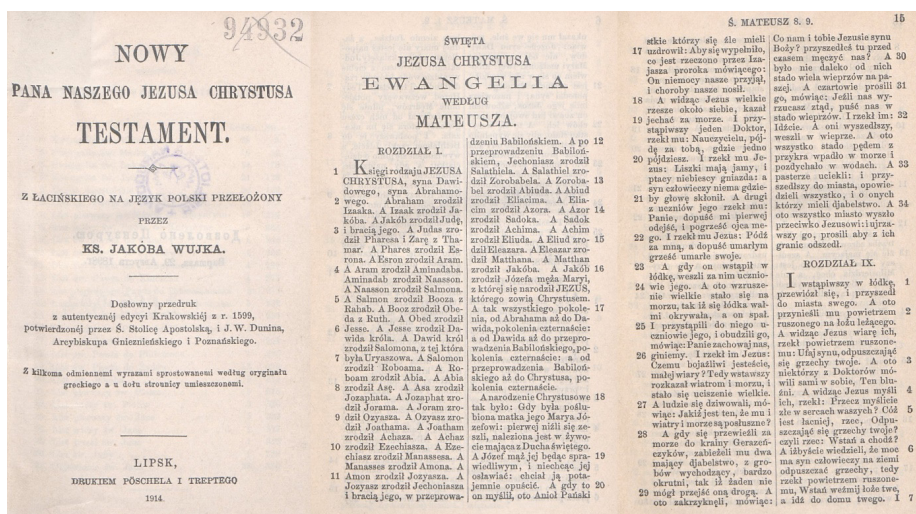 94932
NOWY
PANA NASZEGO JEZUSA CHRYSTUSA
TESTAMENT.
Z ŁACIŃSKIEGO NA JĘZYK POLSKI PRZEŁOŻONY
PRZEZ
KS. JAKÓBA WUJKA.
Dosłowny przedruk
z autentycznéj edycyi Krakowskiéj z r. 1599,
potwierdzonéj przez Ś. Stolicę Apostolską, i J. W. Dunina,
Arcybiskupa Gnieznieńskiego i Poznańskiego.
Z kilkoma odmiennemi wyrazami sprostowanemi według oryginału
greckiego a u dołu stronnicy umieszczonemi.
LIPSK,
DRUKIEM PÖSCHELA I TREPTEGO
1914.
ŚWIĘTA
JEZUSA CHRYSTUSA
EWANGELIA
WEDŁUG
MATEUSZA.
ROZDZIAŁ I.
1 Księgi rodzaju JEZUSA
CHRYSTUSA, syna Dawi-
dowego, syna Abrahamo-
2 wego. Abraham zrodził
Izaaka. A Izaak zrodził Ja-
kóba. A Jakób zrodził Judę,
3 i bracią jego. A Judas zro-
dził Pharesa i Zarę z Tha-
mar. A Phares zrodził Es-
rona. A Esron zrodził Aram.
4 A Aram zrodził Aminadaba.
Aminadab zrodził Naasson.
A Naasson zrodził Salmona.
5 A Salmon zrodził Booza z
Rahab. A Booz zrodził Obe-
da z Ruth. A Obed zrodził
6 Jesse. A Jesse zrodził Da-
wida króla. A Dawid król
zrodził Salomona, z tej która
7 była Uryaszowa. A Salomon
zrodził Roboama. A Ro-
boam zrodził Abia. A Abia
8 zrodził Asę. A Asa zrodził
Jozaphata. A Jozaphat zro-
dził Jorama. A Joram zro-
9 dził Ozyasza. A Ozyasz zro-
dził Joathama. A Joatham
zrodził Achaza. A Achaz
10 zrodził Ezechiasza. A Eze-
chiasz zrodził Manassesa. A
Manasses zrodził Amona. A
11 Amon zrodził Jozyasza. A
Jozyasz zrodził Jechoniasza
i bracią jego, w przeprowa-
dzeniu Babilońskiem. A po 12
przeprowadzeniu Babiloń-
skiem, Jechoniasz zrodził
Salathiela. A Salathiel zro-
dził Zorobabela. A Zoroba- 13
bel zrodził Abiuda. A Abiud
zrodził Eliacima. A Elia-
cim zrodził Azora. A Azor 14
zrodził Sadoka. A Sadok
zrodził Achima. A Achim
zrodził Eliuda. A Eliud zro- 15
dził Eleazara. A Eleazar zro-
dził Matthana. A Matthan
zrodził Jakóba. A Jakób 16
zrodził Józefa męża Maryi,
z której się narodził JEZUS,
którego zowią Chrystusem.
A tak wszystkiego pokole- 17
nia, od Abrahama aż do Da-
wida, pokolenia czternaście:
a od Dawida aż do przepro-
wadzenia Babilońskiego, po-
kolenia czternaście: a od
przeprowadzenia Babiloń-
skiego aż do Chrystusa, po-
kolenia czternaście.
A narodzenie Chrystusowe 18
tak było: Gdy była poślu-
biona matka jego Marya Jó-
zefowi: pierwej niźli się ze-
szli, naleziona jest w żywo-
cie mająca z Ducha świętego.
A Józef mąż jej będąc spra- 19
wiedliwym, i niechcąc jej
osławiać: chciał ją pota-
jemnie opuścić. A gdy to 20
on myślił, oto Anioł Pański
Ś. MATEUSZ 8. 9. 15
stkie którzy się źle mieli
17 uzdrowił: Aby się wypełniło,
co jest rzeczono przez Iza-
jasza proroka mówiącego:
On niemocy nasze przyjął,
i choroby nasze nosił.
18 A widząc Jezus wielkie
rzesze około siebie, kazał
19 jechać za morze. I przy-
stąpiwszy jeden Doktor,
rzekł mu: Nauczycielu, pój-
dę za tobą, gdzie jedno
20 pójdziesz. I rzekł mu Je-
zus: Liszki mają jamy, i
ptacy niebiescy gniazda: a
syn człowieczy niema gdzie-
21 by głowę skłonił. A drugi
z uczniów jego rzekł mu:
Panie, dopuść mi pierwej
odejść, i pogrześć ojca me-
22 go. I rzekł mu Jezus: Pódź
za mną, a dopuść umarłym
grześć umarłe swoje.
23 A gdy on wstąpił w
łódkę, weszli za nim ucznio-
24 wie jego. A oto wzrusze-
nie wielkie stało się na
morzu, tak iż się łódka wał-
mi okrywała, a on spał.
25 I przystąpili do niego u-
czniowie jego, i obudzili go,
mówiąc: Panie zachowaj nas,
26 giniemy. I rzekł im Jezus:
Czemu bojaźliwi jesteście,
małej wiary? Tedy wstawszy
rozkazał wiatrom i morzu, i
stało się uciszenie wielkie.
27 A ludzie się dziwowali, mó-
wiąc: Jakiż jest ten, że mu i
wiatry i morze są posłuszne?
28 A gdy się przewieźli za
morze do krainy Gerazeń-
czyków, zabieżeli mu dwa
mający djabelstwo, z gro-
bów wychodzący, bardzo
okrutni, tak iż żaden nie
29 mógł przejść oną drogą. A
oto zakrzyknęli, mówiąc:
Co nam i tobie Jezusie synu
Boży? przyszedłeś tu przed
czasem męczyć nas? A 30
było nie daleko od nich
stado wiela wieprzów na pa-
szej. A czartowie prosili 31
go, mówiąc: Jeźli nas wy-
rzucasz ztąd, puść nas w
stado wieprzów. I rzekł im: 32
Idźcie. A oni wyszedłszy,
weszli w wieprze. A oto
wszystko stado pędem z
przykra wpadło w morze i
pozdychało w wodach. A 33
pasterze uciekli: i przy-
szedłszy do miasta, opowie-
dzieli wszystko, i o onych
którzy mieli djabelstwo. A 34
oto wszystko miasto wyszło
przeciwko Jezusowi: i ujrza-
wszy go, prosili aby z ich
granic odszedł.
ROZDZIAŁ IX.
I wstąpiwszy w łódkę, 1
przewióźł się, i przyszedł
do miasta swego. A oto
przynieśli mu powietrzem 2
ruszonego na łożu leżącego.
A widząc Jezus wiarę ich,
rzekł powietrzem ruszone-
mu: Ufaj synu, odpuszczająć
się grzechy twoje. A oto 3
niektórzy z Doktorów mó-
wili sami w sobie, Ten blu-
źni. A widząc Jezus myśli 4
ich, rzekł: Przecz myślicie
złe w sercach waszych? Cóż 5
jest łacniej, rzec, Odpu-
szczająć się grzechy twoje?
czyli rzec: Wstań a chodź?
A iżbyście wiedzieli, że moc 6
ma syn człowieczy na ziemi
odpuszczać grzechy, tedy
rzekł powietrzem ruszone-
mu, Wstań weźmij łoże twe,
a idź do domu twego. I 7